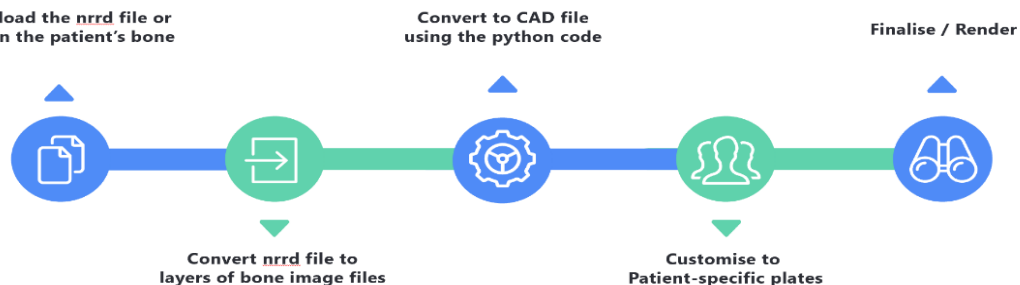 load the nrrd file or
n the patient's bone
Convert nrrd file to
layers of bone image files
Convert to CAD file
using the python code
Customise to
Patient-specific plates
Finalise / Render